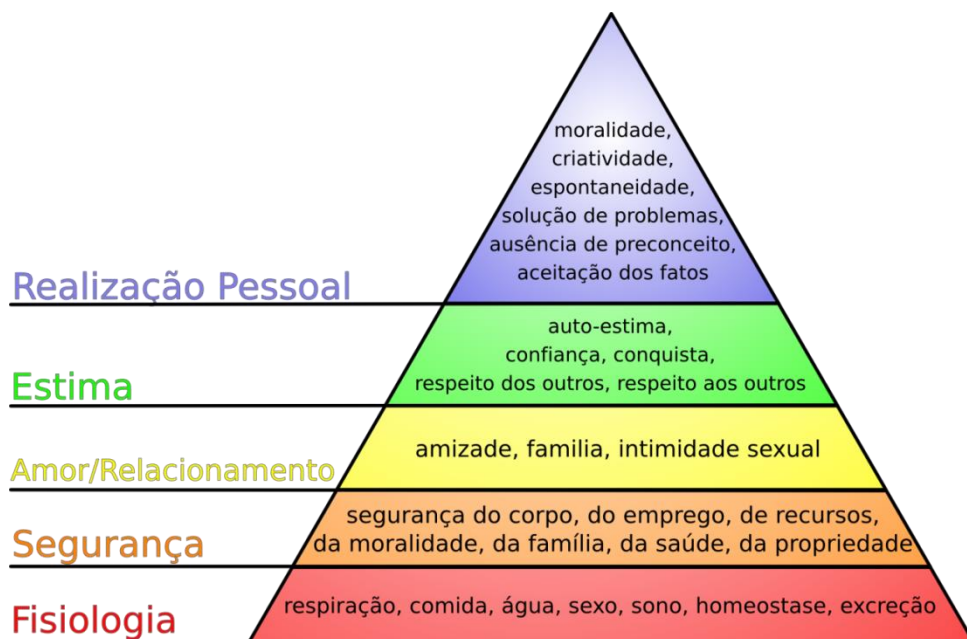 moralidade,
criatividade,
espontaneidade,
solução de problemas,
ausência de preconceito,
aceitação dos fatos
Realização Pessoal
auto-estima,
confiança, conquista,
respeito dos outros, respeito aos outros
Estima
amizade, familia, intimidade sexual
Amor/Relacionamento
segurança do corpo, do emprego, de recursos,
da moralidade, da família, da saúde, da propriedade
Segurança
respiração, comida, água, sexo, sono, homeostase, excreção
Fisiologia